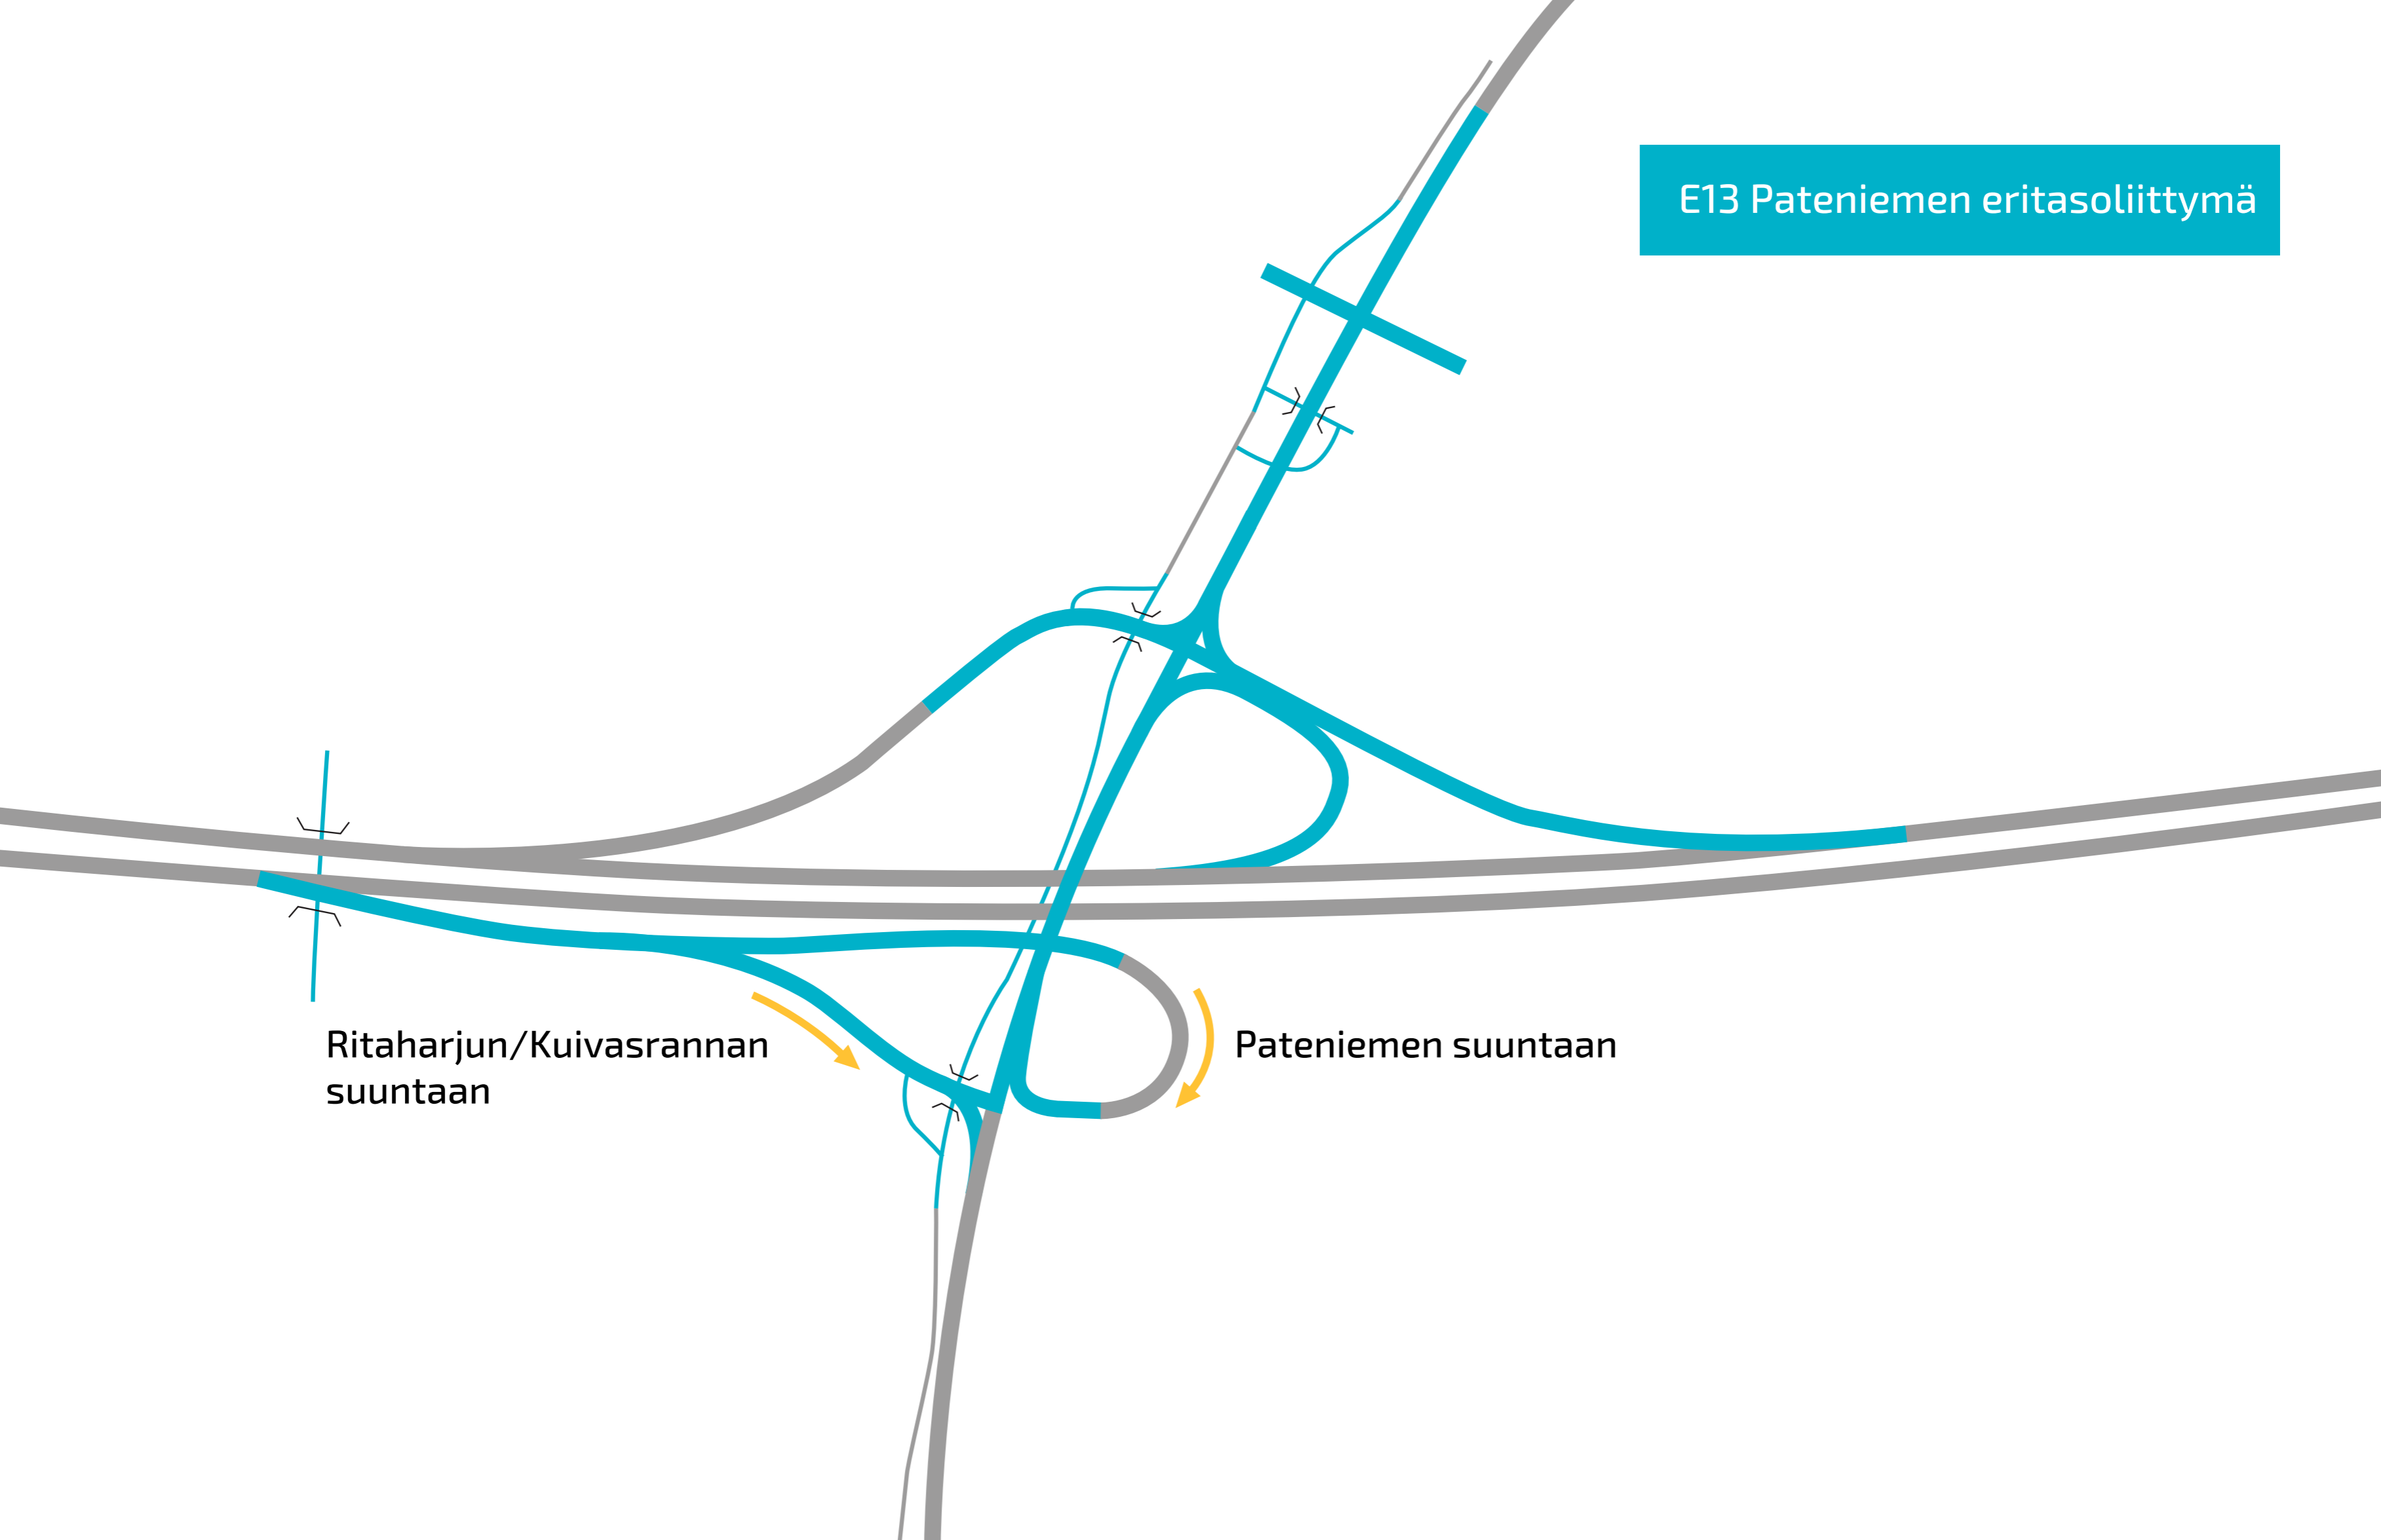 E13 Pateniemen eritasoliittymä
Ritaharjun/Kuivasrannan
suuntaan
Pateniemen suuntaan